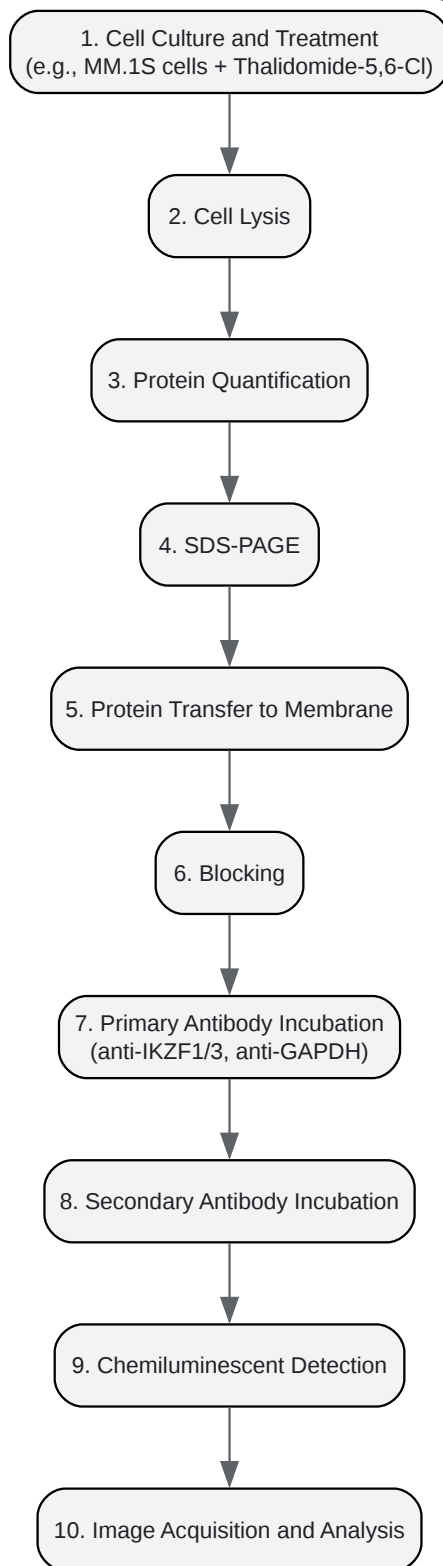 1. Cell Culture and Treatment
(e.g., MM.1S cells + Thalidomide-5,6-Cl)
2. Cell Lysis
3. Protein Quantification
4. SDS-PAGE
5. Protein Transfer to Membrane
6. Blocking
7. Primary Antibody Incubation
(anti-IKZF1/3, anti-GAPDH)
8. Secondary Antibody Incubation
9. Chemiluminescent Detection
10. Image Acquisition and Analysis